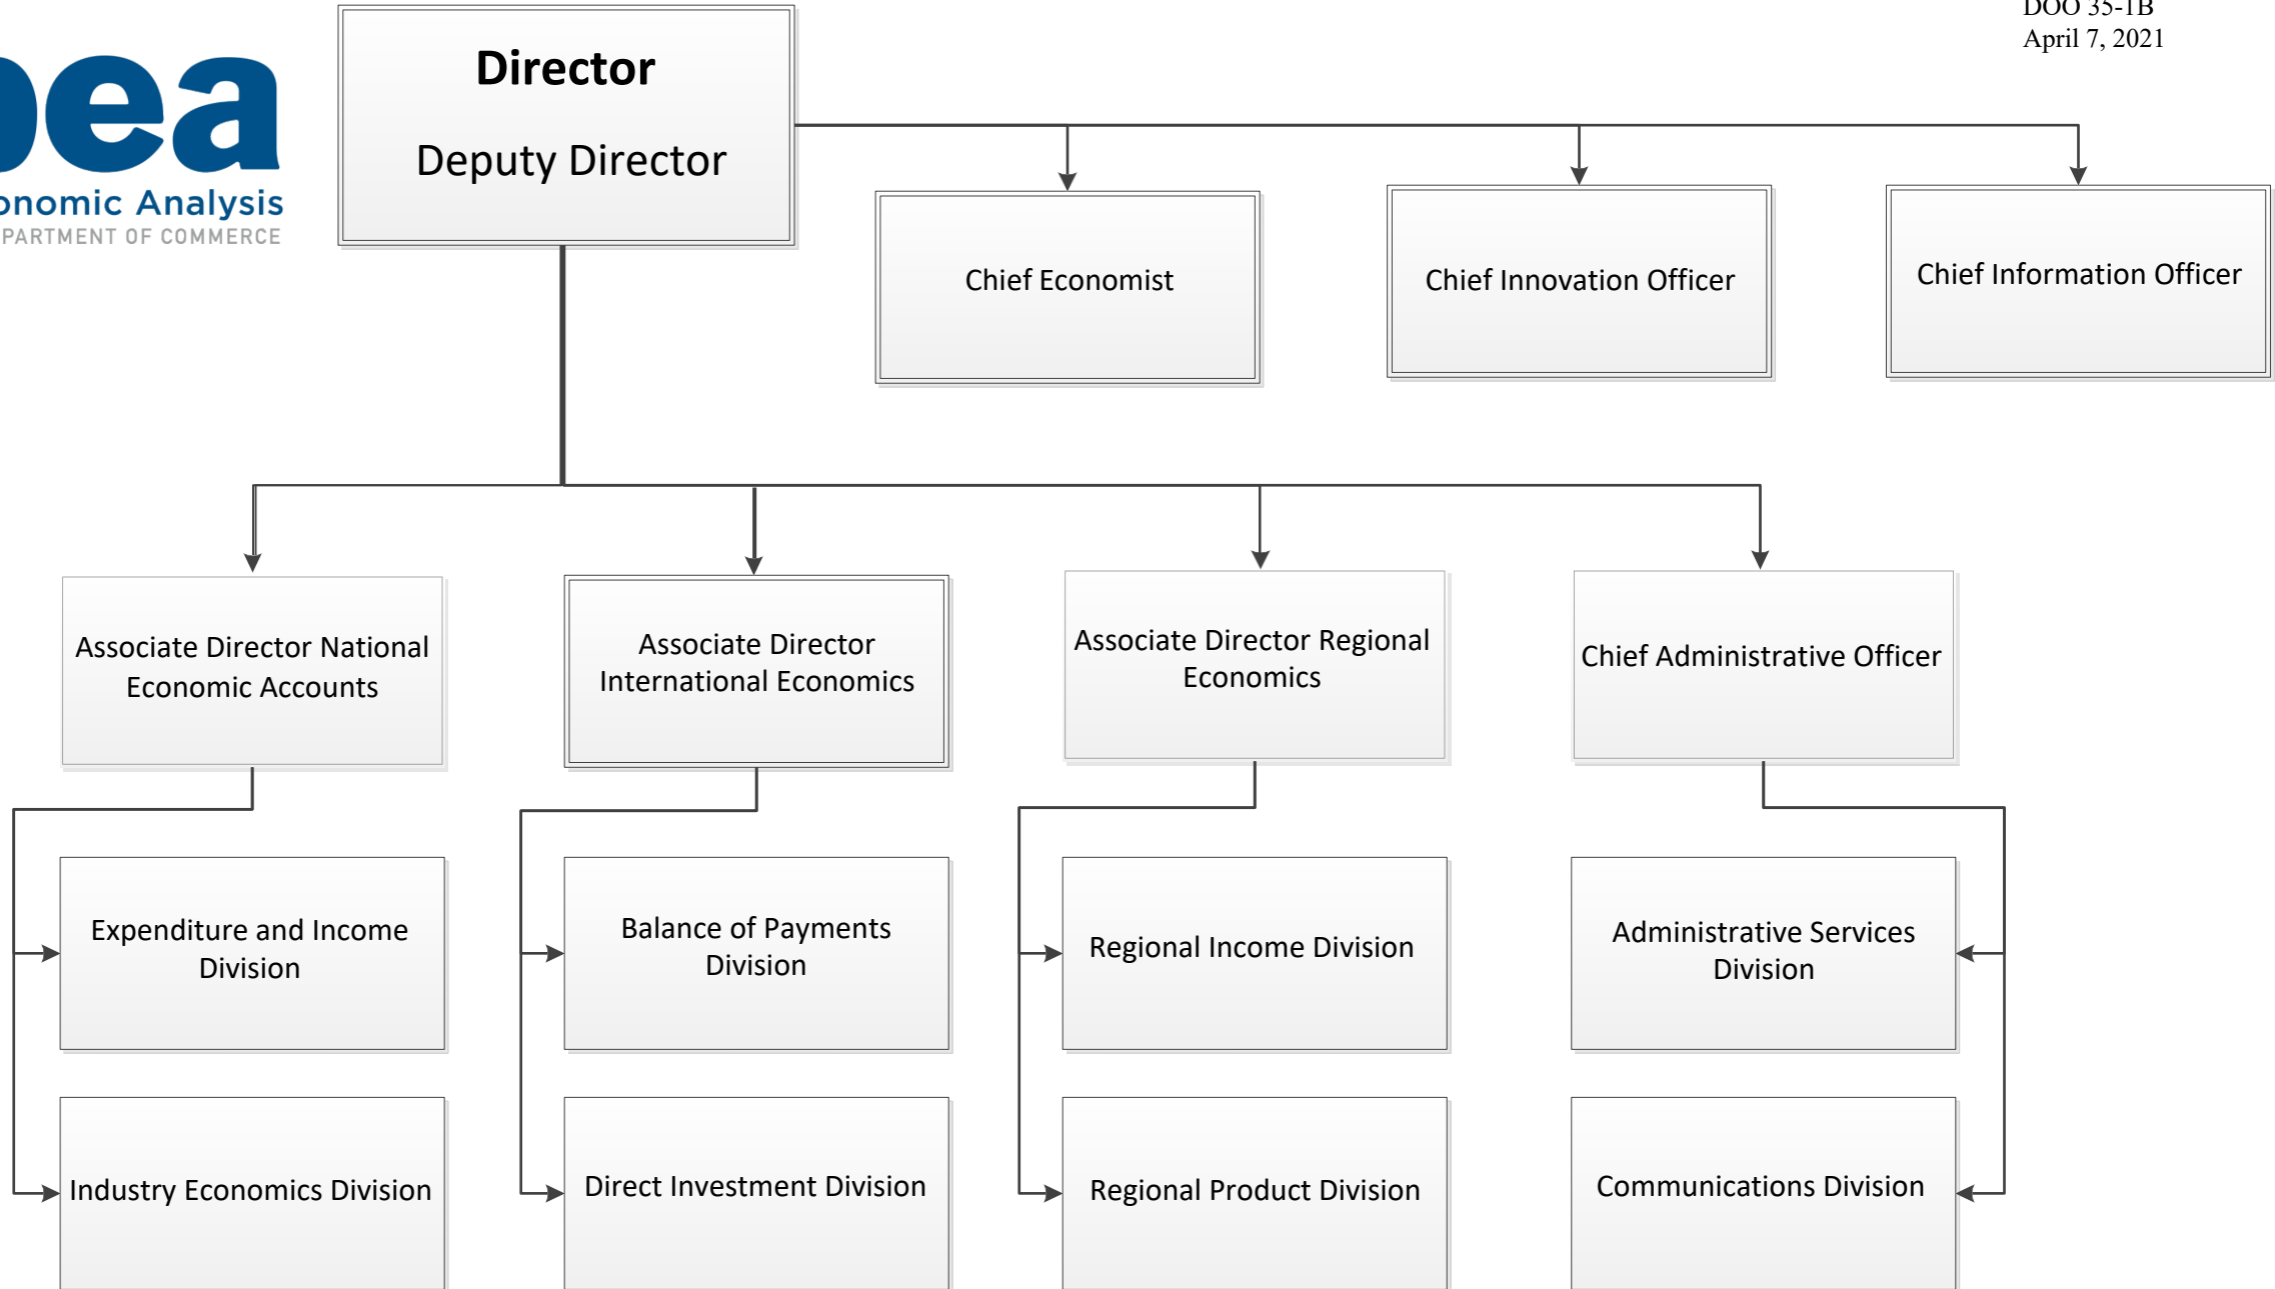 DOO 35-1B
April 7, 2021
bea
onomic Analysis
PARTMENT OF COMMERCE
Director
Deputy Director
Chief Economist
Chief Innovation Officer
Chief Information Officer
Associate Director National
Economic Accounts
Associate Director
International Economics
Associate Director Regional
Economics
Chief Administrative Officer
Expenditure and Income
Division
Balance of Payments
Division
Regional Income Division
Administrative Services
Division
Industry Economics Division
Direct Investment Division
Regional Product Division
Communications Division